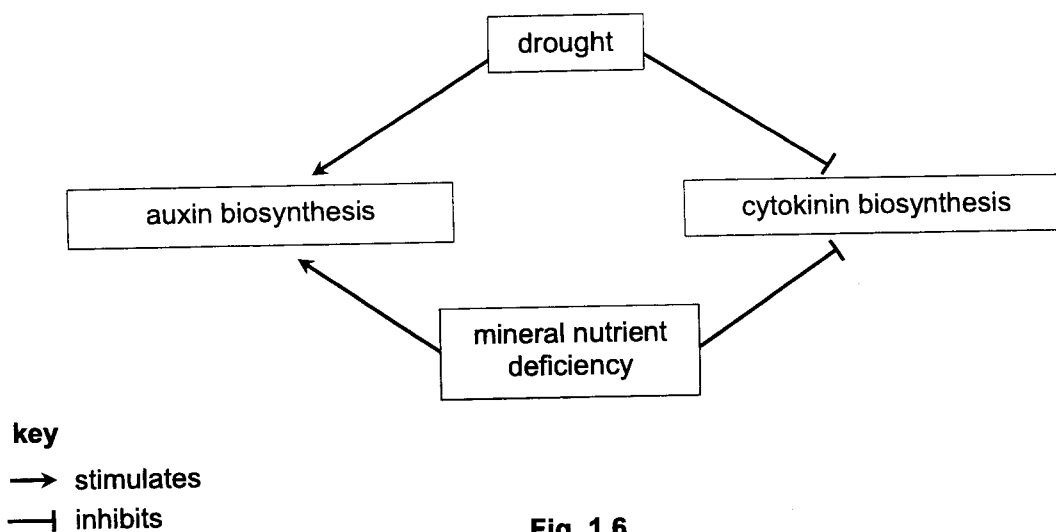 drought
auxin biosynthesis
cytokinin biosynthesis
mineral nutrient
deficiency
key
stimulates
inhibits
Fig. 1.6